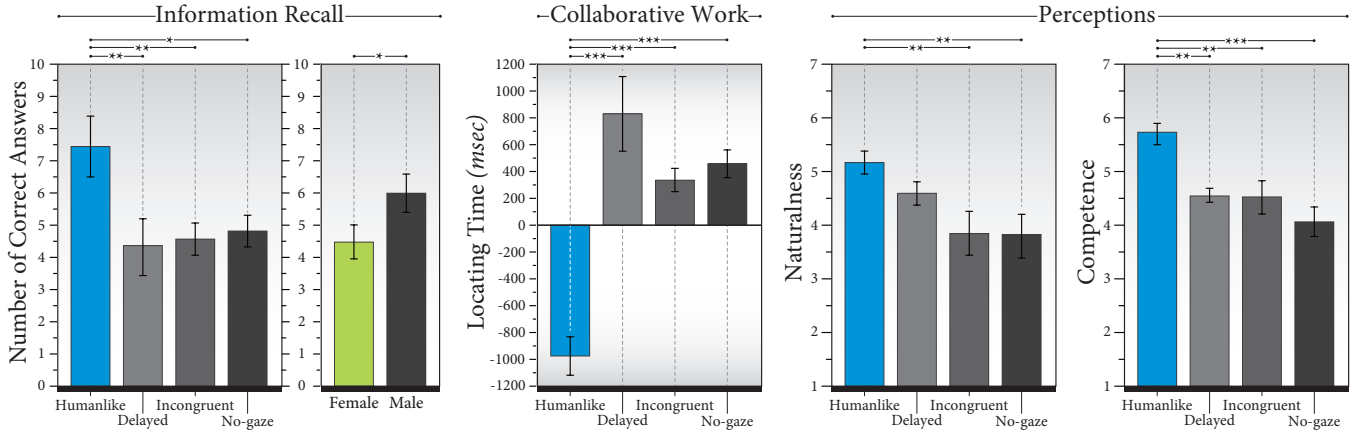 Information Recall
Collaborative Work
Perceptions
* ** **
*
*** *** ***
** **
*** ** **
Number of Correct Answers
10 9 8 7 6 5 4 3 2 1 0
10 9 8 7 6 5 4 3 2 1 0
Humanlike Delayed Incongruent No-gaze
Female Male
Locating Time (msec)
1200 1000 800 600 400 200 0 -200 -400 -600 -800 -1000 -1200
Humanlike Delayed Incongruent No-gaze
Naturalness
7 6 5 4 3 2 1
Humanlike Delayed Incongruent No-gaze
Competence
7 6 5 4 3 2 1
Humanlike Delayed Incongruent No-gaze